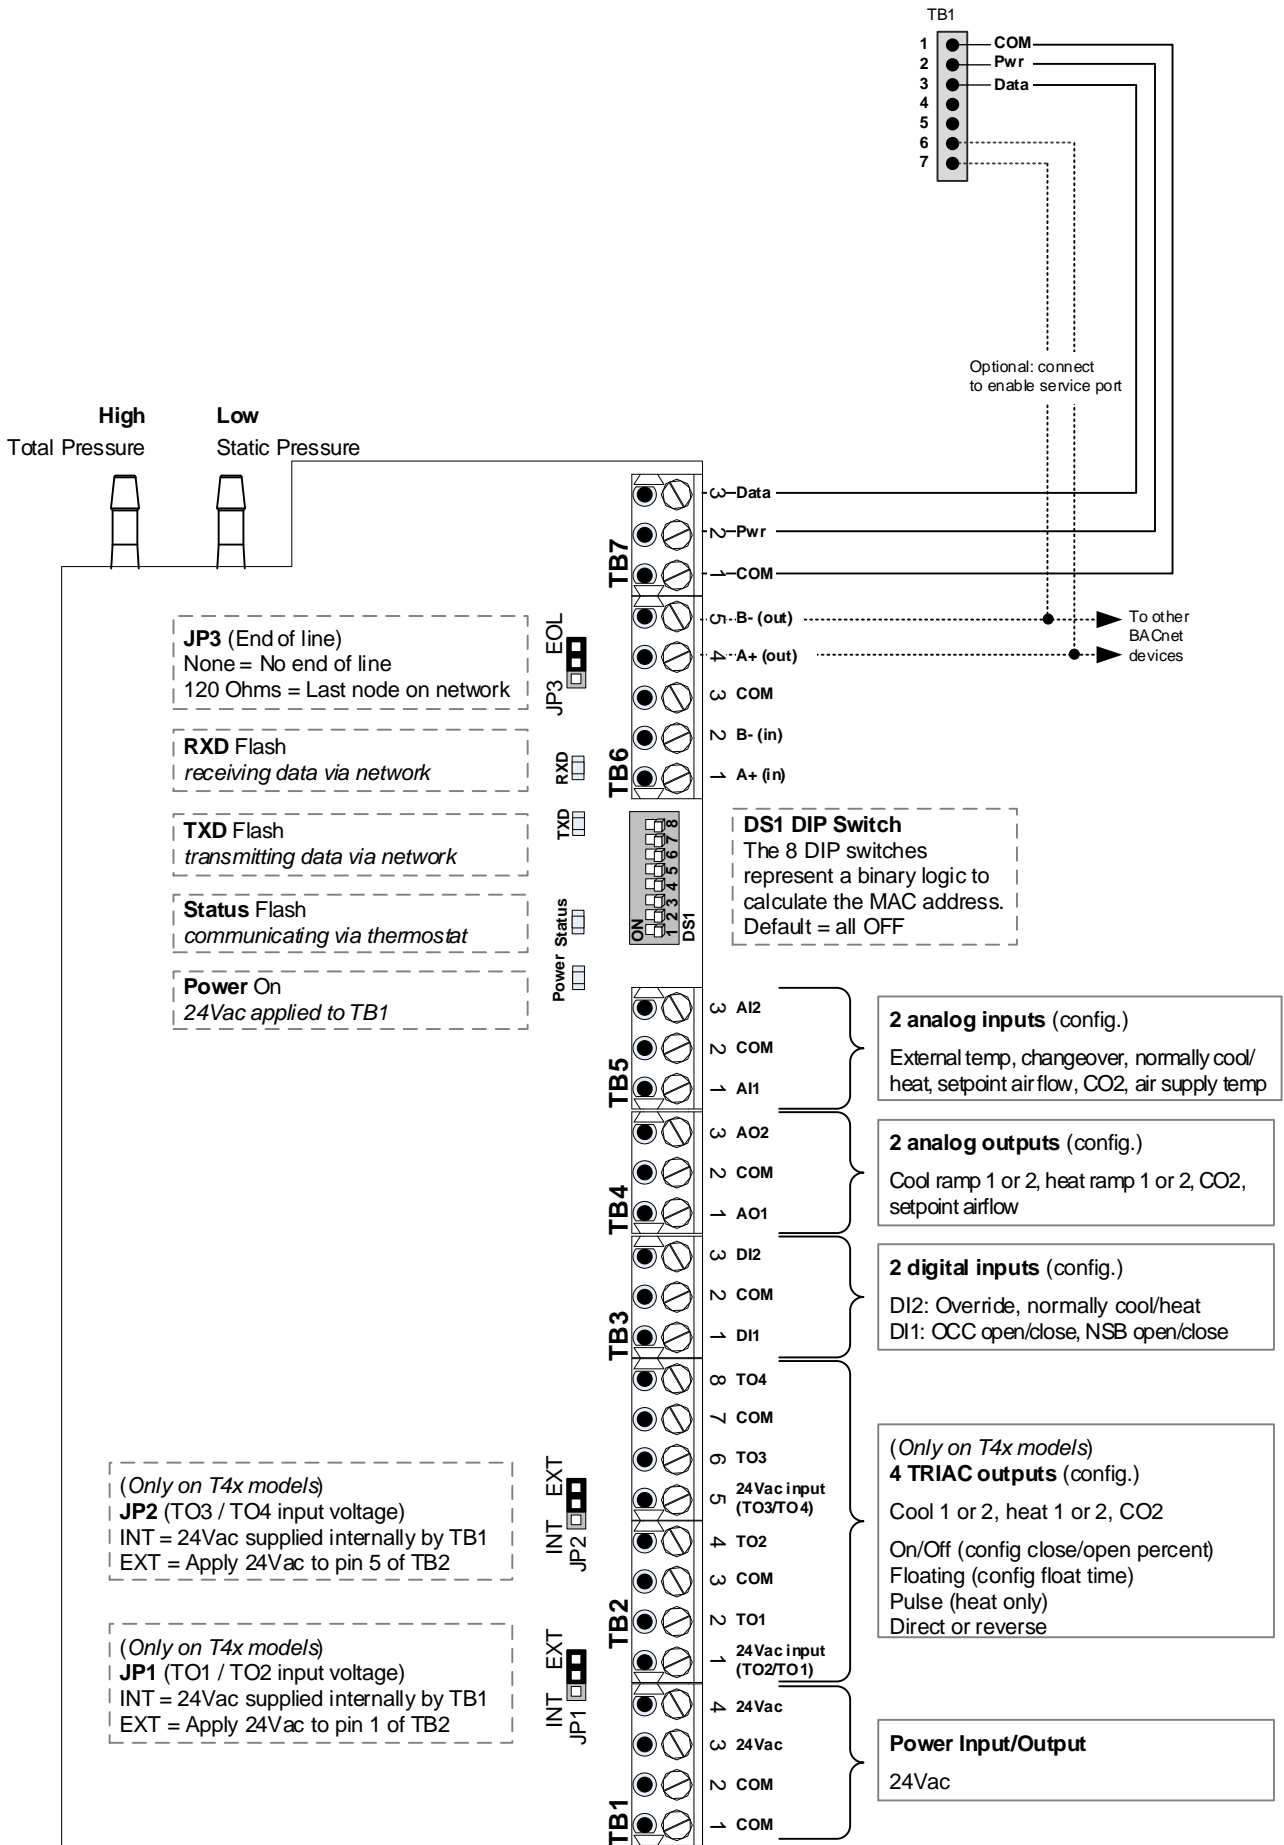 TB1
1 COM
2 Pwr
3 Data
4
5
6
7
Optional: connect
to enable service port
High
Total Pressure
Low
Static Pressure
TB7
3 Data
2 Pwr
1 COM
TB6
5 B- (out)
4 A+ (out)
3 COM
2 B- (in)
1 A+ (in)
To other
BACnet
devices
JP3 (End of line)
None = No end of line
120 Ohms = Last node on network
JP3 EOL
RXD Flash
receiving data via network
RXD
TXD Flash
transmitting data via network
TXD
Status Flash
communicating via thermostat
Status
Power On
24Vac applied to TB1
Power
ON
1 2 3 4 5 6 7 8
DS1
DS1 DIP Switch
The 8 DIP switches
represent a binary logic to
calculate the MAC address.
Default = all OFF
TB5
3 AI2
2 COM
1 AI1
2 analog inputs (config.)
External temp, changeover, normally cool/
heat, setpoint air flow, CO2, air supply temp
TB4
3 AO2
2 COM
1 AO1
2 analog outputs (config.)
Cool ramp 1 or 2, heat ramp 1 or 2, CO2,
setpoint airflow
TB3
3 DI2
2 COM
1 DI1
2 digital inputs (config.)
DI2: Override, normally cool/heat
DI1: OCC open/close, NSB open/close
TB2
8 TO4
7 COM
6 TO3
5 24Vac input
(TO3/TO4)
4 TO2
3 COM
2 TO1
1 24Vac input
(TO2/TO1)
(Only on T4x models)
4 TRIAC outputs (config.)
Cool 1 or 2, heat 1 or 2, CO2
On/Off (config close/open percent)
Floating (config float time)
Pulse (heat only)
Direct or reverse
(Only on T4x models)
JP2 (TO3 / TO4 input voltage)
INT = 24Vac supplied internally by TB1
EXT = Apply 24Vac to pin 5 of TB2
INT EXT
JP2
(Only on T4x models)
JP1 (TO1 / TO2 input voltage)
INT = 24Vac supplied internally by TB1
EXT = Apply 24Vac to pin 1 of TB2
INT EXT
JP1
TB1
4 24Vac
3 24Vac
2 COM
1 COM
Power Input/Output
24Vac